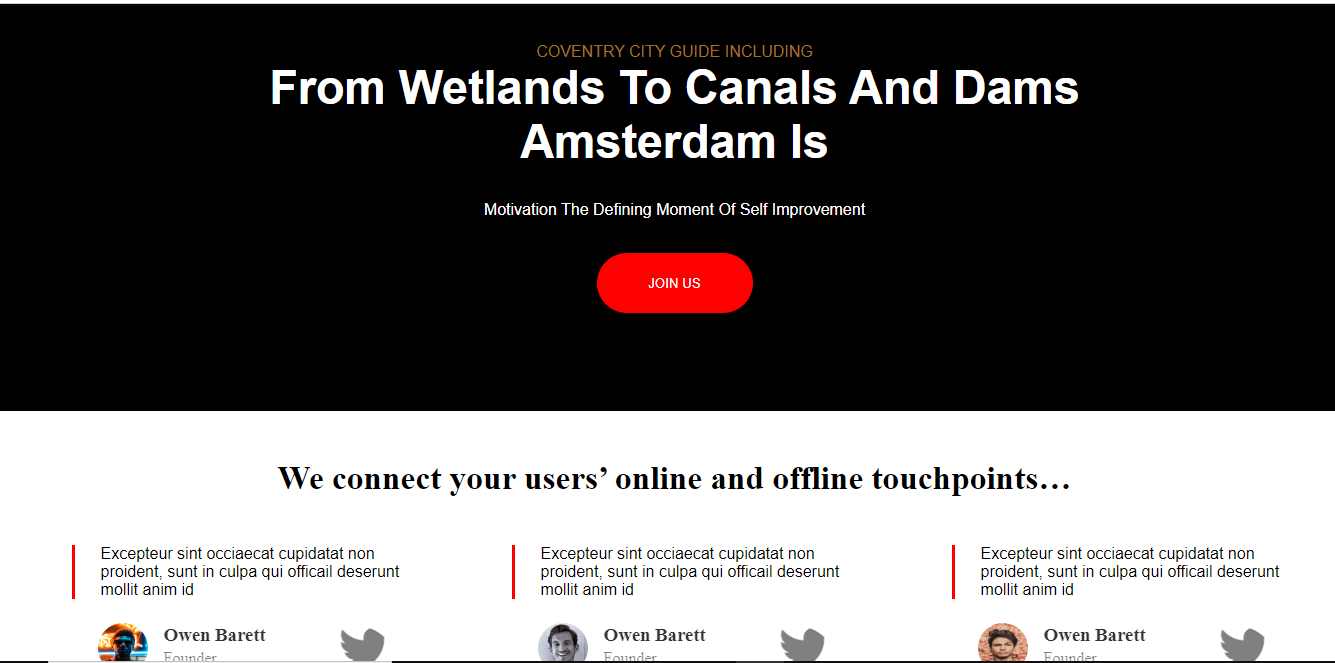 COVENTRY CITY GUIDE INCLUDING
From Wetlands To Canals And Dams
Amsterdam Is
Motivation The Defining Moment Of Self Improvement
JOIN US
We connect your users’ online and offline touchpoints…
Excepteur sint occiaecat cupidatat non
proident, sunt in culpa qui officail deserunt
mollit anim id
Owen Barett
Founder
Excepteur sint occiaecat cupidatat non
proident, sunt in culpa qui officail deserunt
mollit anim id
Owen Barett
Founder
Excepteur sint occiaecat cupidatat non
proident, sunt in culpa qui officail deserunt
mollit anim id
Owen Barett
Founder